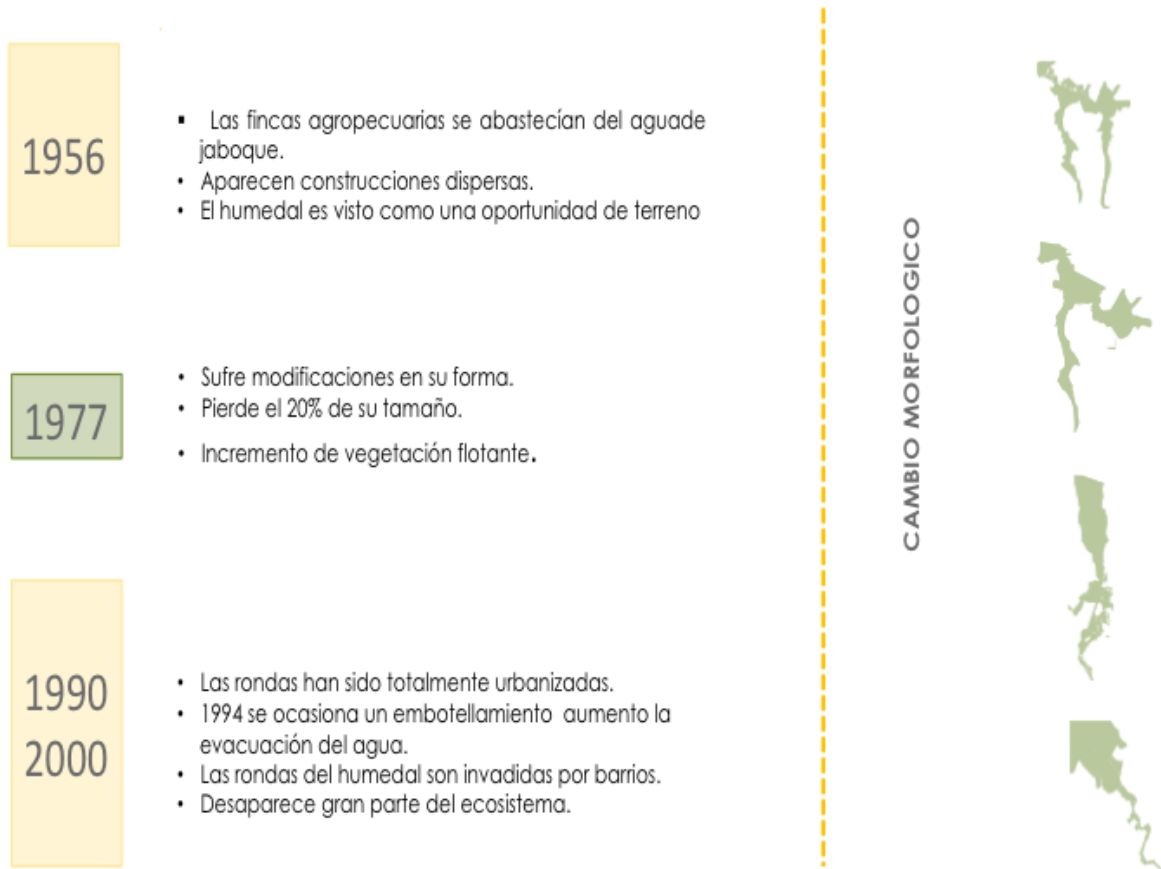 1956
▪ Las fincas agropecuarias se abastecían del aguade
jaboque.
• Aparecen construcciones dispersas.
• El humedal es visto como una oportunidad de terreno
1977
• Sufre modificaciones en su forma.
• Pierde el 20% de su tamaño.
• Incremento de vegetación flotante.
1990
2000
• Las rondas han sido totalmente urbanizadas.
• 1994 se ocasiona un embotellamiento aumento la
evacuación del agua.
• Las rondas del humedal son invadidas por barrios.
• Desaparece gran parte del ecosistema.
CAMBIO MORFOLOGICO